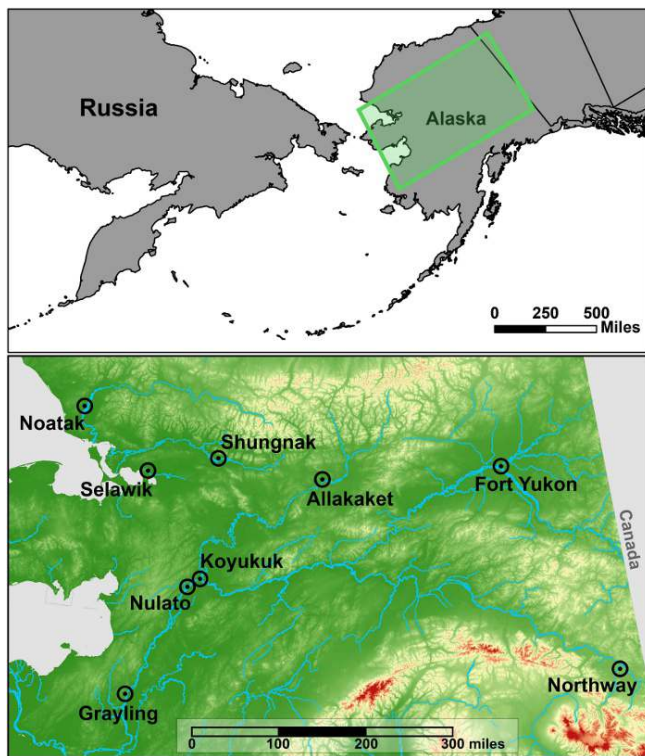 Russia
Alaska
0 250 500
Miles
Noatak
Shungnak
Selawik
Allakaket
Fort Yukon
Canada
Koyukuk
Nulato
Northway
Grayling
0 100 200 300 miles